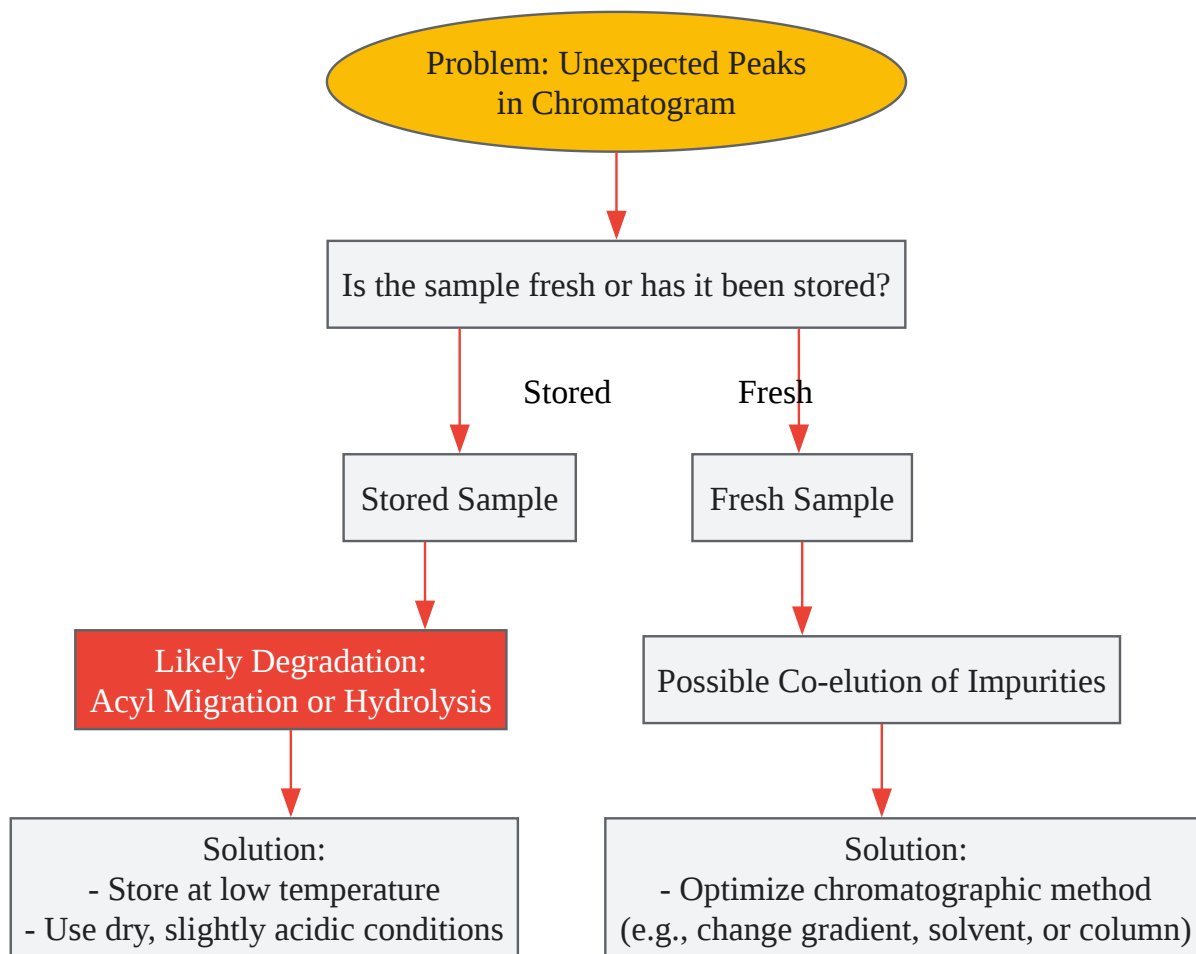 Problem: Unexpected Peaks
in Chromatogram
Is the sample fresh or has it been stored?
Stored
Fresh
Stored Sample
Fresh Sample
Likely Degradation:
Acyl Migration or Hydrolysis
Possible Co-elution of Impurities
Solution:
- Store at low temperature
- Use dry, slightly acidic conditions
Solution:
- Optimize chromatographic method
(e.g., change gradient, solvent, or column)